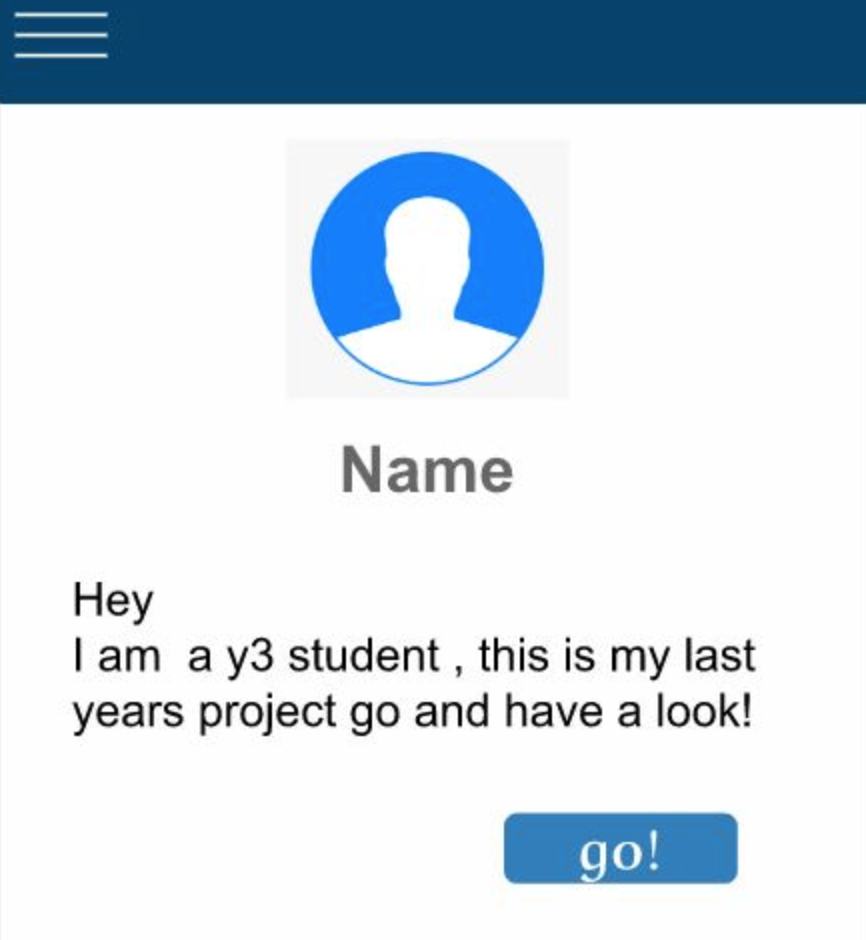 Name
Hey
I am  a y3 student , this is my last
years project go and have a look!
go!